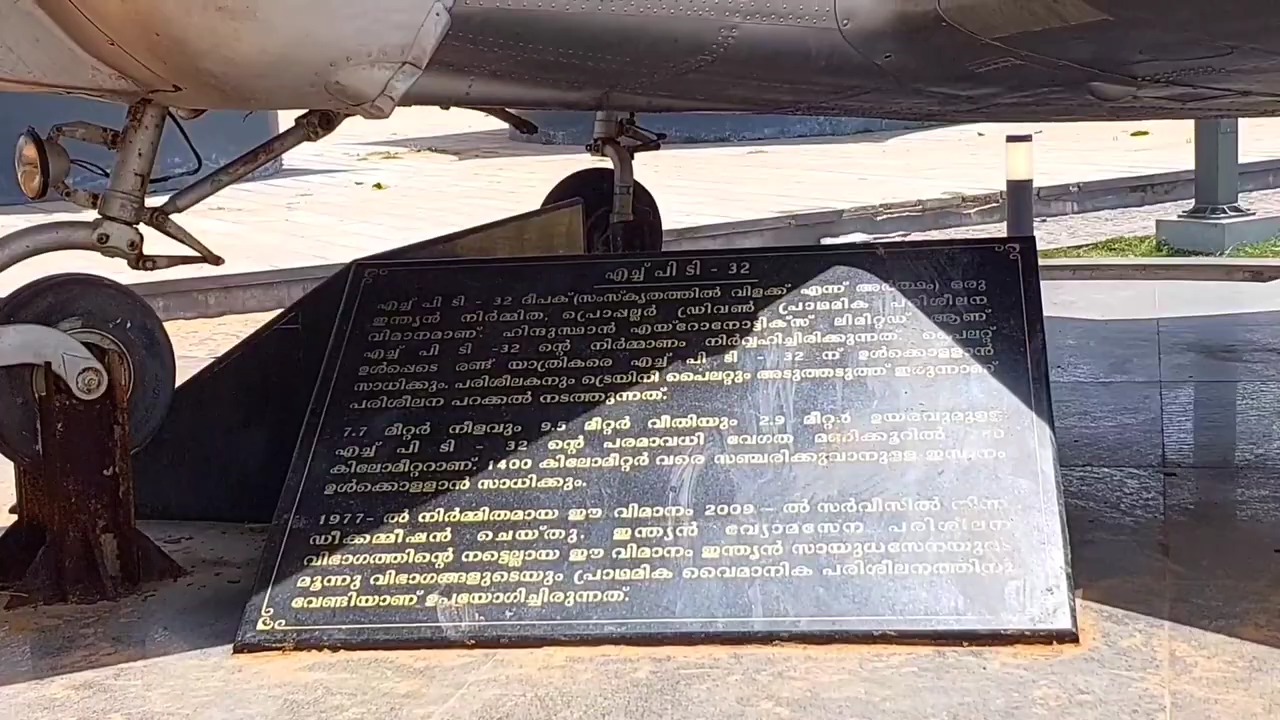 എച്ച് പി ടി - 32
എച്ച് പി ടി - 32 ദീപക് (സംസ്കൃതത്തിൽ വിളക്ക് എന്ന് അർത്ഥം) ഒരു
ഇന്ത്യൻ നിർമ്മിത, പ്രൊപ്പല്ലർ ഡ്രിവൺ പ്രാഥമിക പരിശീലന
വിമാനമാണ്. ഹിന്ദുസ്ഥാൻ എയ്റോനോട്ടിക്സ് ലിമിറ്റഡ് ആണ്
എച്ച് പി ടി -32 ന്റെ നിർമ്മാണം നിർവ്വഹിച്ചിരിക്കുന്നത്. പൈലറ്റ്
ഉൾപ്പെടെ രണ്ട് യാത്രികരെ എച്ച് പി ടി - 32 ന് ഉൾക്കൊളളാൻ
സാധിക്കും. പരിശീലകനും ട്രെയിനി പൈലറ്റും അടുത്തടുത്ത് ഇരുന്നാണ്
പരിശീലന പറക്കൽ നടത്തുന്നത്.
7.7 മീറ്റർ നീളവും 9.5 മീറ്റർ വീതിയും 2.9 മീറ്റർ ഉയരവുമുളള
എച്ച് പി ടി - 32 ന്റെ പരമാവധി വേഗത മണിക്കൂറിൽ
കിലോമീറ്ററാണ്. 1400 കിലോമീറ്റർ വരെ സഞ്ചരിക്കുവാനുളള ഇന്ധനം
ഉൾക്കൊളളാൻ സാധിക്കും.
1977- ൽ നിർമ്മിതമായ ഈ വിമാനം 2009 - ൽ സർവീസിൽ നിന്ന്
ഡീക്കമ്മീഷൻ ചെയ്തു. ഇന്ത്യൻ വ്യോമസേന പരിശീലന
വിഭാഗത്തിന്റെ നട്ടെല്ലായ ഈ വിമാനം ഇന്ത്യൻ സായുധസേനയുടെ
മൂന്നു വിഭാഗങ്ങളുടെയും പ്രാഥമിക വൈമാനിക പരിശീലനത്തിനു
വേണ്ടിയാണ് ഉപയോഗിച്ചിരുന്നത്.